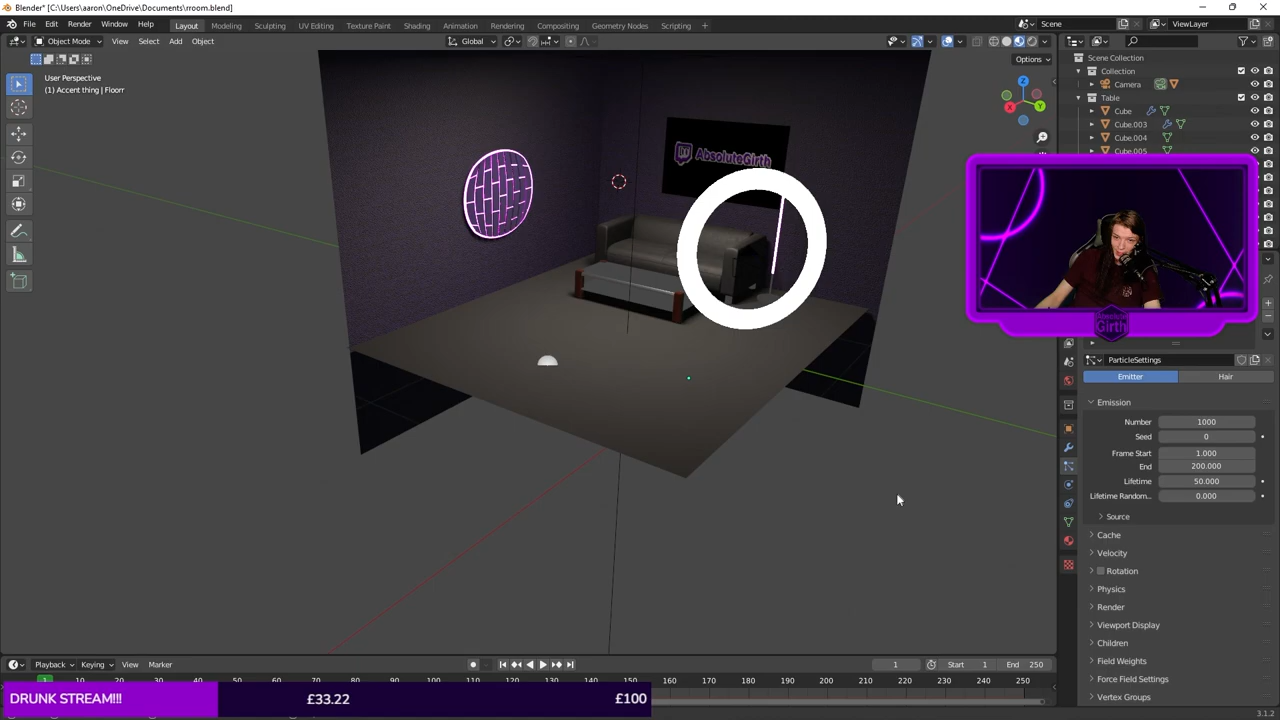 Blender* [C:\Users\aaron\OneDrive\Documents\rroom.blend]
File Edit Render Window Help Layout Modeling Sculpting UV Editing Texture Paint Shading Animation Rendering Compositing Geometry Nodes Scripting + Scene ViewLayer
Object Mode View Select Add Object Global
Options
User Perspective
(1) Accent thing | Floorr
Scene Collection
Collection
Camera
Table
Cube
Cube.003
Cube.004
Cube.005
Z
Y
X
AbsoluteGirth
Absolute
Girth
ParticleSettings
Emitter Hair
Emission
Number 1000
Seed 0
Frame Start 1.000
End 200.000
Lifetime 50.000
Lifetime Random... 0.000
Source
Cache
Velocity
Rotation
Physics
Render
Viewport Display
Children
Field Weights
Force Field Settings
Vertex Groups
Playback Keying View Marker 1 Start 1 End 250
1 10 20 30 40 50 60 70 80 90 100 110 120 130 140 150 160 170 180 190 200 210 220 230 240 250
DRUNK STREAM!!! £33.22 £100
3.1.2